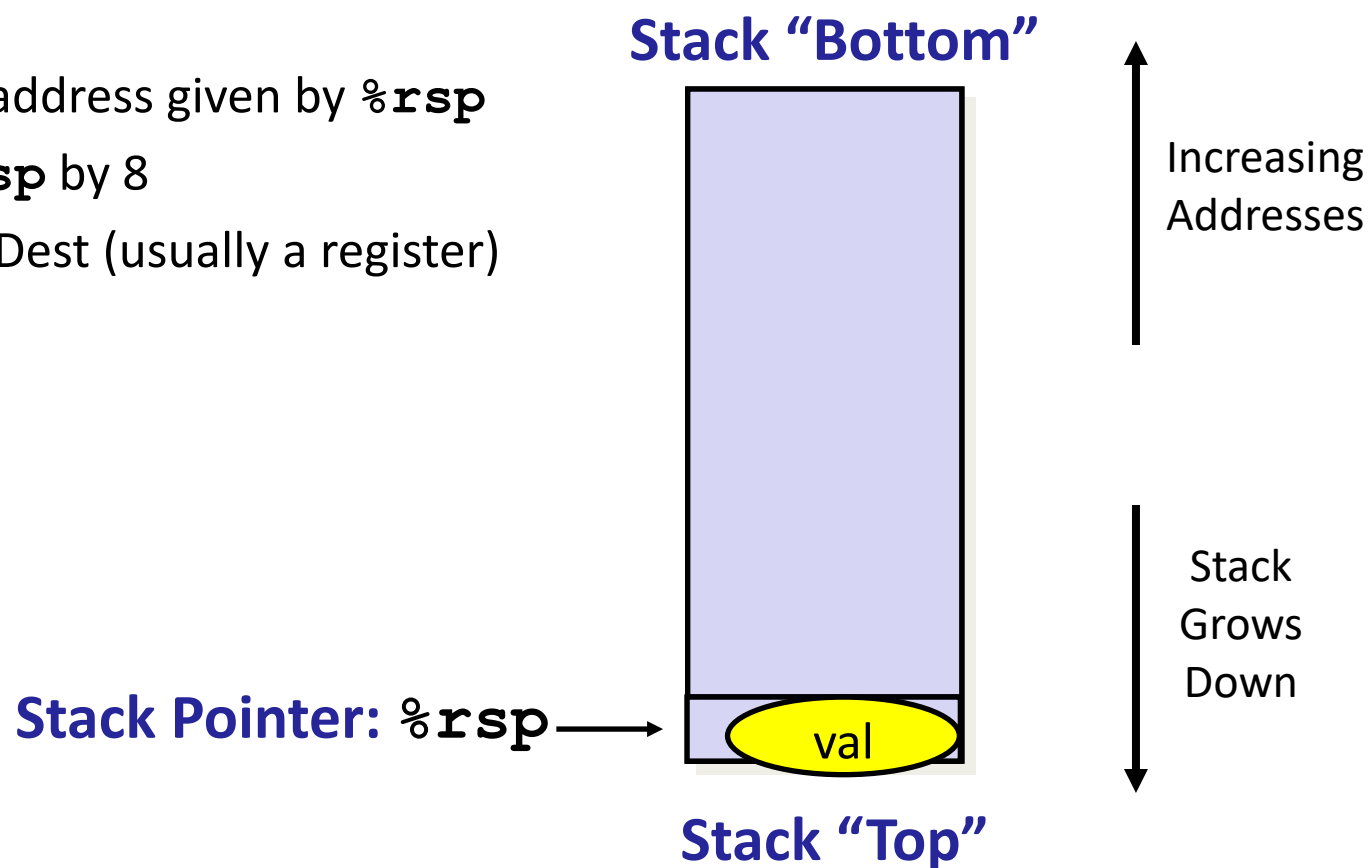 Stack “Bottom”
address given by %rsp
sp by 8
Dest (usually a register)
Increasing
Addresses
Stack
Grows
Down
Stack Pointer: %rsp
val
Stack “Top”